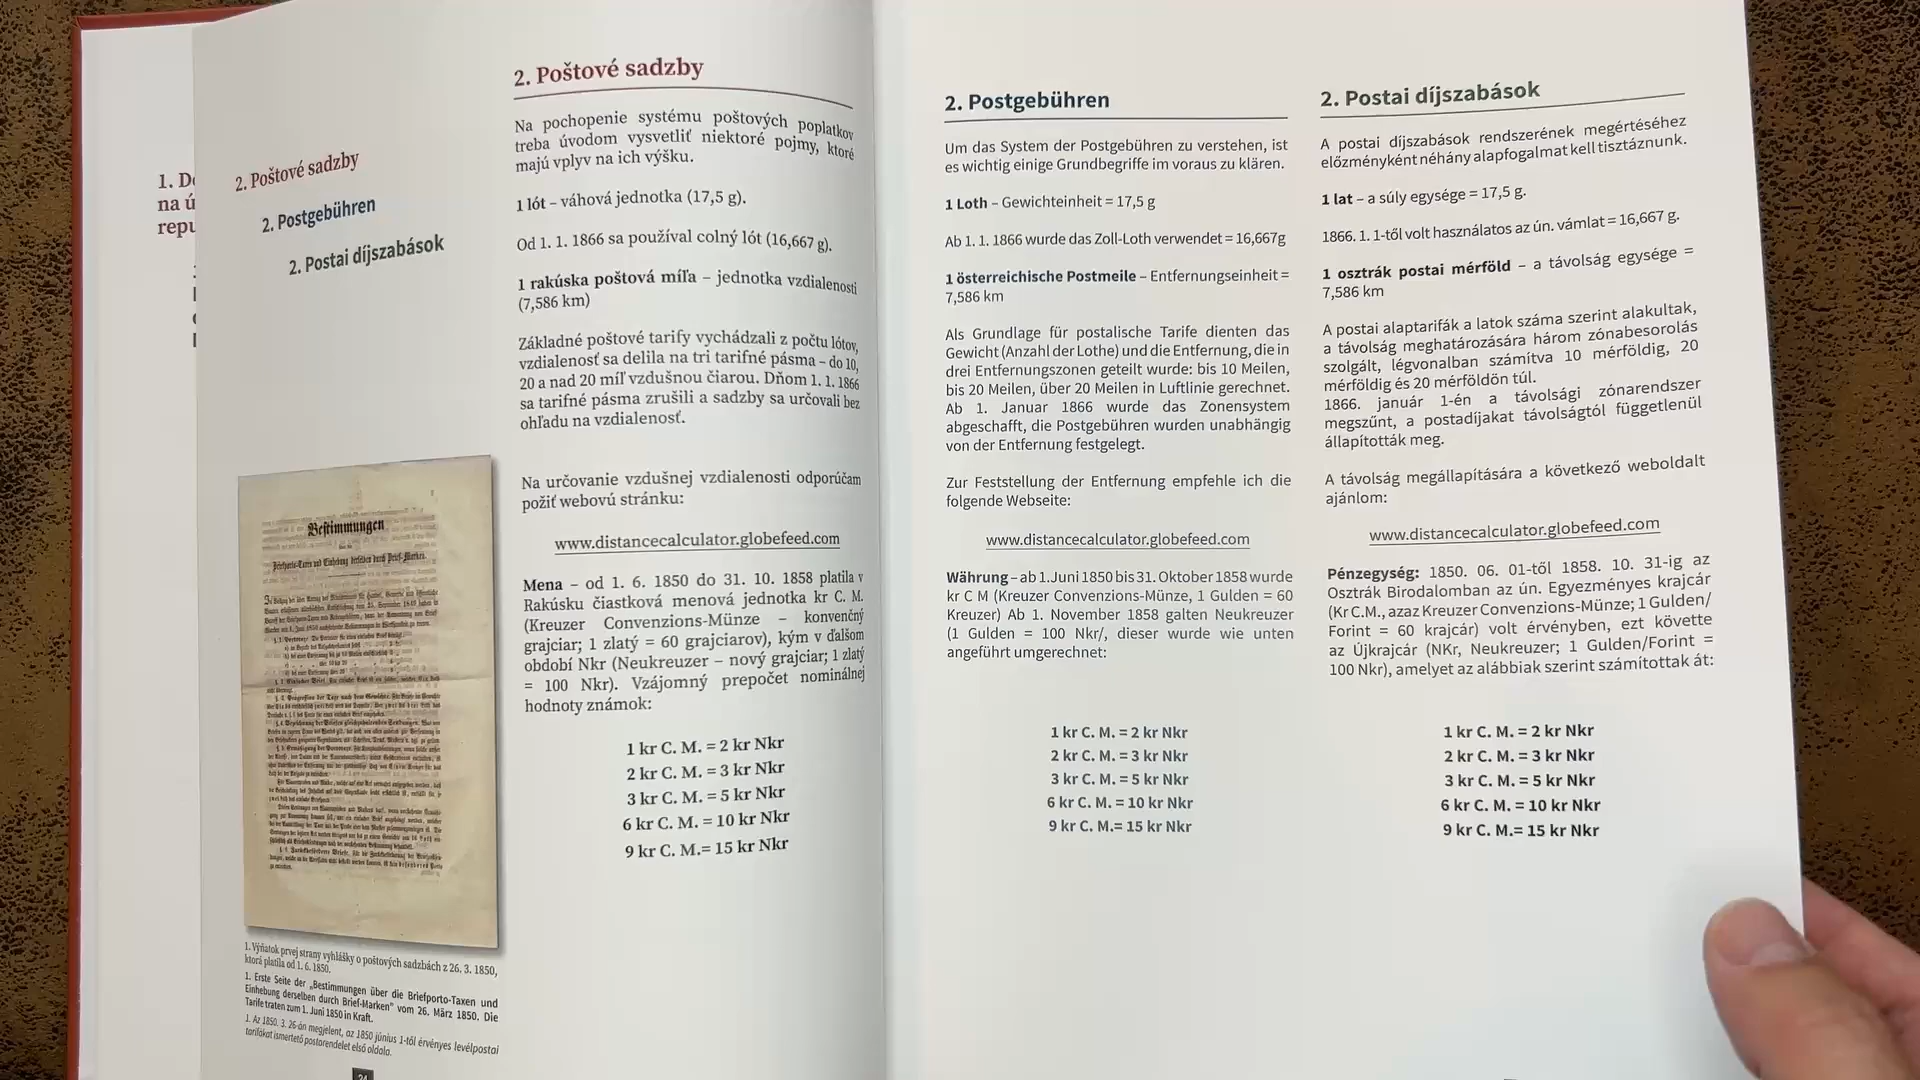 1. D
na ú
repu
2. Poštové sadzby
2. Postgebühren
2. Postai díjszabások
Bestimmungen
1. Výňatok prvej strany vyhlášky o poštových sadzbách z 26. 3. 1850,
ktorá platila od 1. 6. 1850.
1. Erste Seite der „Bestimmungen über die Briefporto-Taxen und
Einhebung derselben durch Brief-Marken" vom 26. März 1850. Die
Tarife traten zum 1. Juni 1850 in Kraft.
1. Az 1850. 3. 26-án megjelent, az 1850 június 1-től érvényes levélpostai
tarifákat ismertető postarendelet első oldala.
2. Poštové sadzby
Na pochopenie systému poštových poplatkov
treba úvodom vysvetliť niektoré pojmy, ktoré
majú vplyv na ich výšku.
1 lót – váhová jednotka (17,5 g).
Od 1. 1. 1866 sa používal colný lót (16,667 g).
1 rakúska poštová míľa – jednotka vzdialenosti
(7,586 km)
Základné poštové tarify vychádzali z počtu lótov,
vzdialenosť sa delila na tri tarifné pásma – do 10,
20 a nad 20 míľ vzdušnou čiarou. Dňom 1. 1. 1866
sa tarifné pásma zrušili a sadzby sa určovali bez
ohľadu na vzdialenosť.
Na určovanie vzdušnej vzdialenosti odporúčam
požiť webovú stránku:
www.distancecalculator.globefeed.com
Mena – od 1. 6. 1850 do 31. 10. 1858 platila v
Rakúsku čiastková menová jednotka kr C. M.
(Kreuzer Convenzions-Münze – konvenčný
grajciar; 1 zlatý = 60 grajciarov), kým v ďalšom
období Nkr (Neukreuzer – nový grajciar; 1 zlatý
= 100 Nkr). Vzájomný prepočet nominálnej
hodnoty známok:
1 kr C. M. = 2 kr Nkr
2 kr C. M. = 3 kr Nkr
3 kr C. M. = 5 kr Nkr
6 kr C. M. = 10 kr Nkr
9 kr C. M.= 15 kr Nkr
2. Postgebühren
Um das System der Postgebühren zu verstehen, ist
es wichtig einige Grundbegriffe im voraus zu klären.
1 Loth – Gewichteinheit = 17,5 g
Ab 1. 1. 1866 wurde das Zoll-Loth verwendet = 16,667g
1 österreichische Postmeile – Entfernungseinheit =
7,586 km
Als Grundlage für postalische Tarife dienten das
Gewicht (Anzahl der Lothe) und die Entfernung, die in
drei Entfernungszonen geteilt wurde: bis 10 Meilen,
bis 20 Meilen, über 20 Meilen in Luftlinie gerechnet.
Ab 1. Januar 1866 wurde das Zonensystem
abgeschafft, die Postgebühren wurden unabhängig
von der Entfernung festgelegt.
Zur Feststellung der Entfernung empfehle ich die
folgende Webseite:
www.distancecalculator.globefeed.com
Währung – ab 1.Juni 1850 bis 31. Oktober 1858 wurde
kr C M (Kreuzer Convenzions-Münze, 1 Gulden = 60
Kreuzer) Ab 1. November 1858 galten Neukreuzer
(1 Gulden = 100 Nkr/, dieser wurde wie unten
angeführt umgerechnet:
1 kr C. M. = 2 kr Nkr
2 kr C. M. = 3 kr Nkr
3 kr C. M. = 5 kr Nkr
6 kr C. M. = 10 kr Nkr
9 kr C. M.= 15 kr Nkr
2. Postai díjszabások
A postai díjszabások rendszerének megértéséhez
előzményként néhány alapfogalmat kell tisztáznunk.
1 lat – a súly egysége = 17,5 g.
1866. 1. 1-től volt használatos az ún. vámlat = 16,667 g.
1 osztrák postai mérföld – a távolság egysége =
7,586 km
A postai alaptarifák a latok száma szerint alakultak,
a távolság meghatározására három zónabesorolás
szolgált, légvonalban számítva 10 mérföldig, 20
mérföldig és 20 mérföldön túl.
1866. január 1-én a távolsági zónarendszer
megszűnt, a postadíjakat távolságtól függetlenül
állapították meg.
A távolság megállapítására a következő weboldalt
ajánlom:
www.distancecalculator.globefeed.com
Pénzegység: 1850. 06. 01-től 1858. 10. 31-ig az
Osztrák Birodalomban az ún. Egyezményes krajcár
(Kr C.M., azaz Kreuzer Convenzions-Münze; 1 Gulden/
Forint = 60 krajcár) volt érvényben, ezt követte
az Újkrajcár (NKr, Neukreuzer; 1 Gulden/Forint =
100 Nkr), amelyet az alábbiak szerint számítottak át:
1 kr C. M. = 2 kr Nkr
2 kr C. M. = 3 kr Nkr
3 kr C. M. = 5 kr Nkr
6 kr C. M. = 10 kr Nkr
9 kr C. M.= 15 kr Nkr